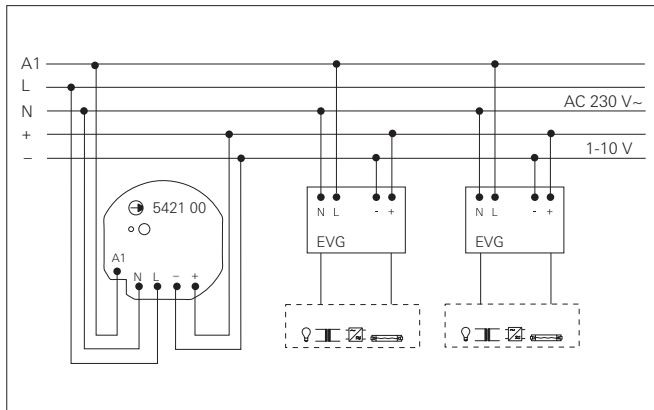 A1
L
N
AC 230 V~
+
1-10 V
–
5421 00
A1
N L – +
N L - +
EVG
N L - +
EVG